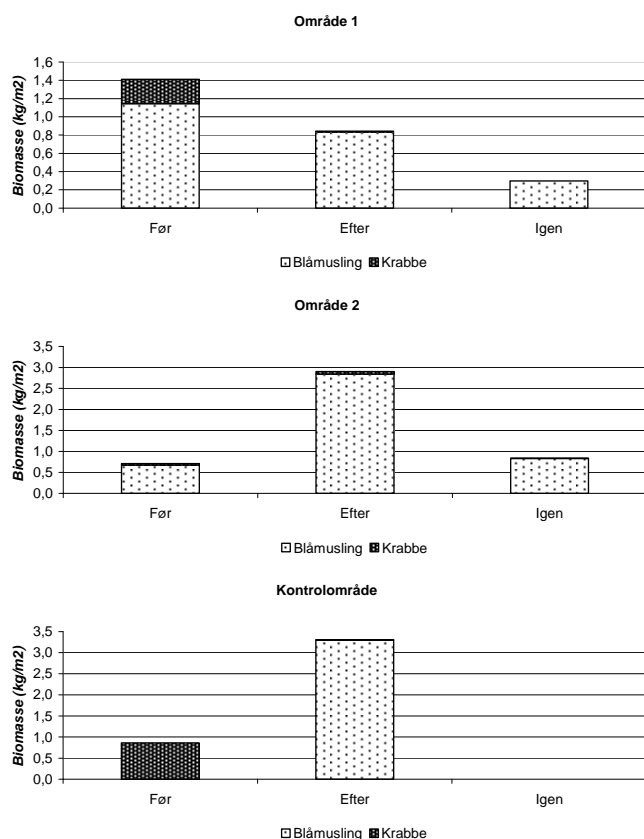 Område 1
Biomasse (kg/m2)
1,6
1,4
1,2
1,0
0,8
0,6
0,4
0,2
0,0
Før Efter Igen
Blåmusling Krabbe
Område 2
Biomasse (kg/m2)
3,5
3,0
2,5
2,0
1,5
1,0
0,5
0,0
Før Efter Igen
Blåmusling Krabbe
Kontrolområde
Biomasse (kg/m2)
3,5
3,0
2,5
2,0
1,5
1,0
0,5
0,0
Før Efter Igen
Blåmusling Krabbe